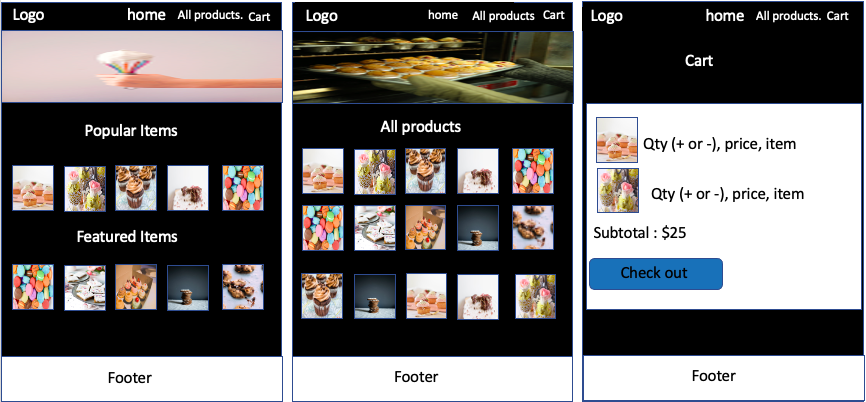 Logo home All products. Cart
Popular Items
Featured Items
Footer
Logo home All products Cart
All products
Footer
Logo home All products. Cart
Cart
Qty (+ or -), price, item
Qty (+ or -), price, item
Subtotal : $25
Check out
Footer